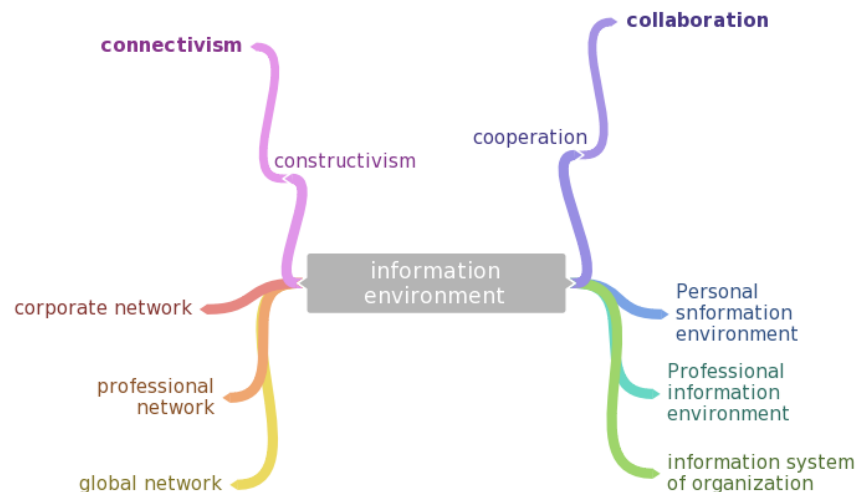 collaboration
connectivism
cooperation
constructivism
information
environment
corporate network
professional
network
global network
Personal
snformation
environment
Professional
information
environment
information system
of organization